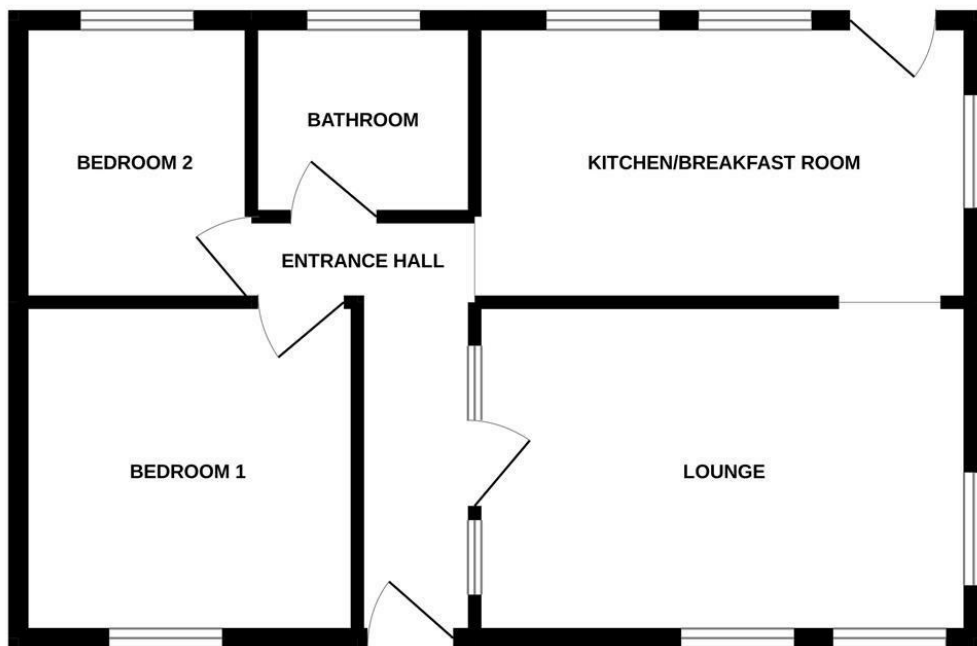 BATHROOM
BEDROOM 2
KITCHEN/BREAKFAST ROOM
ENTRANCE HALL
BEDROOM 1
LOUNGE